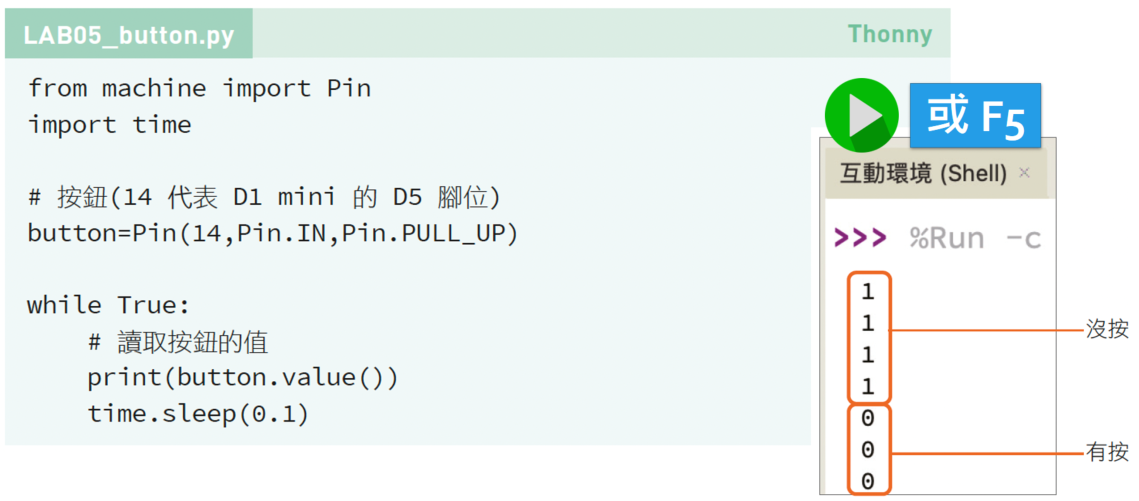 LAB05_button.py
Thonny
from machine import Pin
import time
# 按鈕(14 代表 D1 mini 的 D5 腳位)
button=Pin(14,Pin.IN,Pin.PULL_UP)
while True:
# 讀取按鈕的值
print(button.value())
time.sleep(0.1)
或 F5
互動環境 (Shell) ×
>>> %Run -c
1
1
1
1
沒按
0
0
0
有按